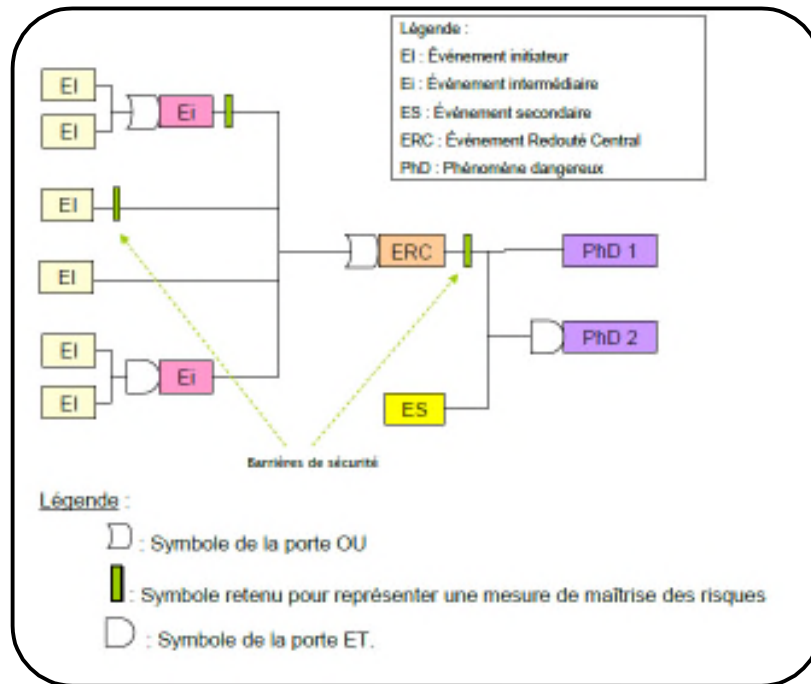 Légende :
EI : Événement initiateur
Ei : Événement intermédiaire
ES : Événement secondaire
ERC : Événement Redouté Central
PhD : Phénomène dangereux
EI
EI
Ei
EI
EI
EI
EI
Ei
ERC
PhD 1
PhD 2
ES
Barrières de sécurité
Légende :
: Symbole de la porte OU
: Symbole retenu pour représenter une mesure de maîtrise des risques
: Symbole de la porte ET.